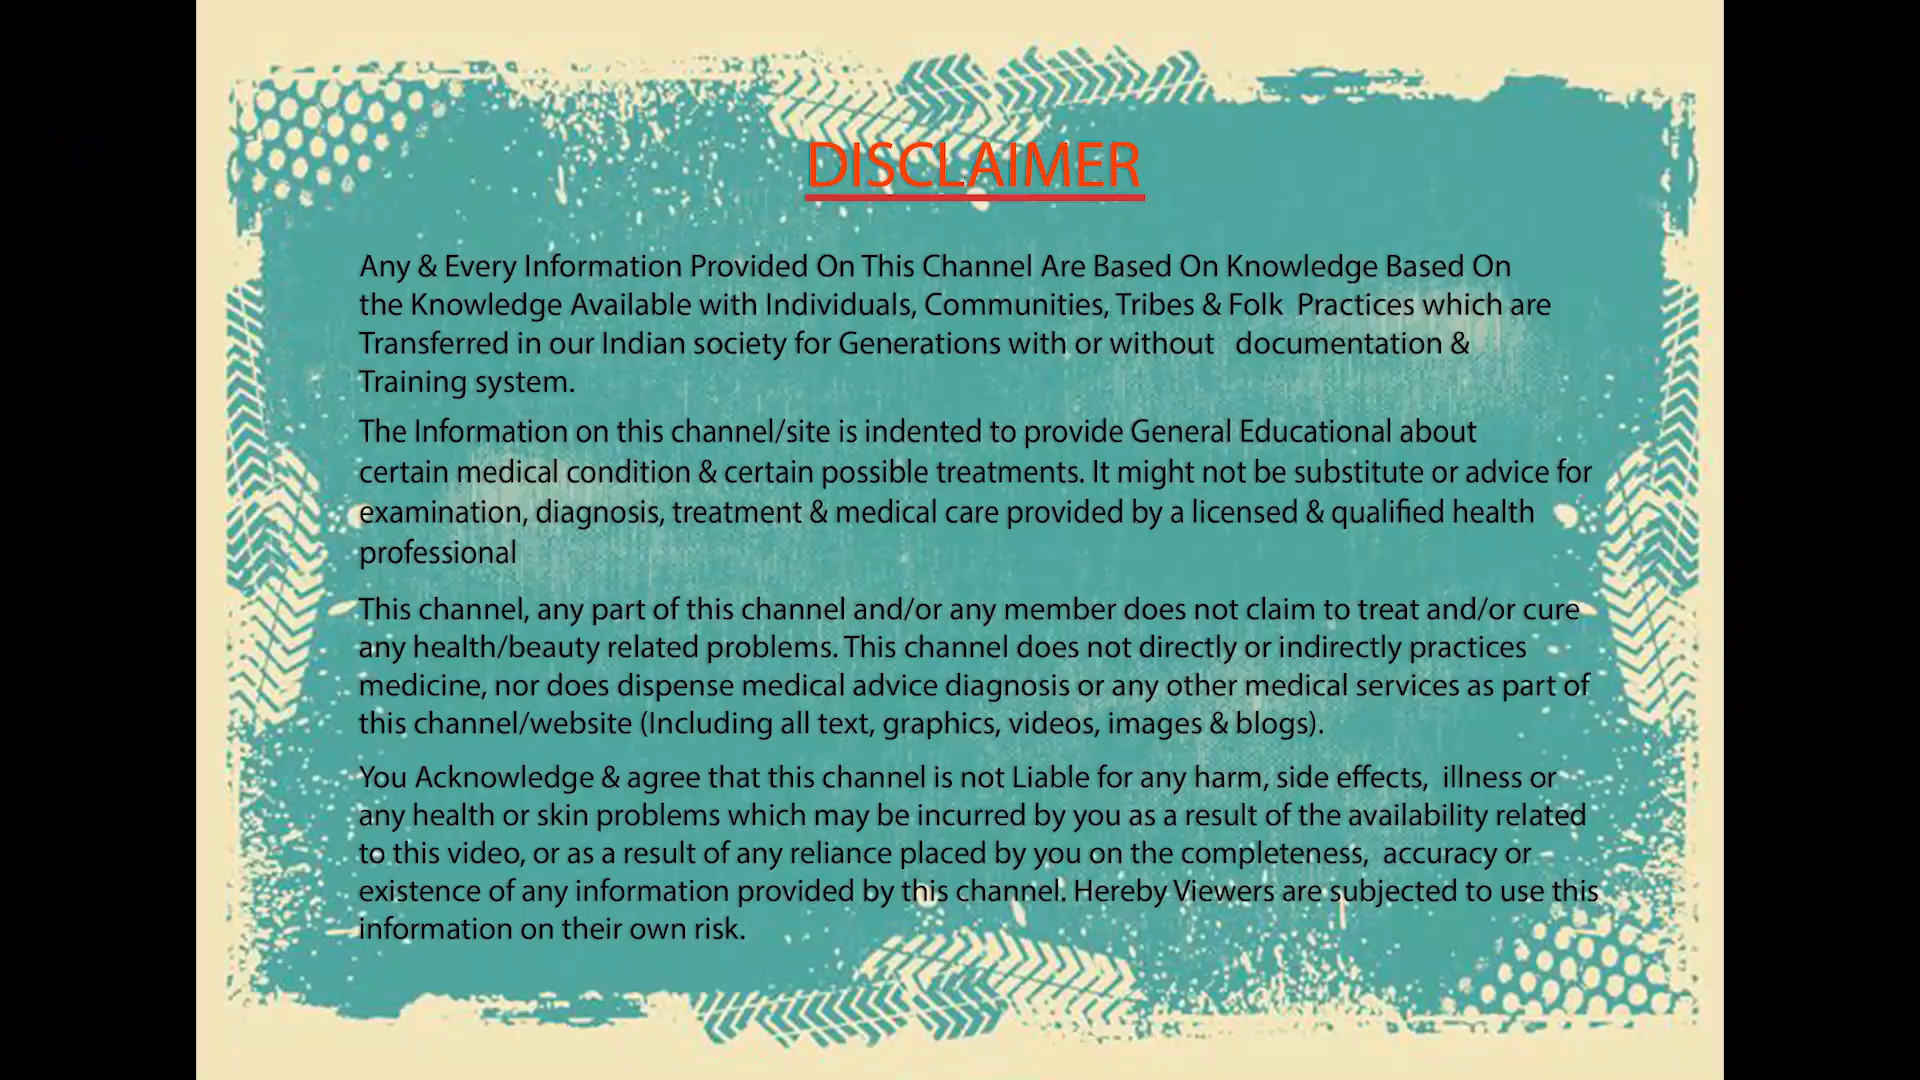 DISCLAIMER
Any & Every Information Provided On This Channel Are Based On Knowledge Based On
the Knowledge Available with Individuals, Communities, Tribes & Folk Practices which are
Transferred in our Indian society for Generations with or without documentation &
Training system.
The Information on this channel/site is indented to provide General Educational about
certain medical condition & certain possible treatments. It might not be substitute or advice for
examination, diagnosis, treatment & medical care provided by a licensed & qualified health
professional
This channel, any part of this channel and/or any member does not claim to treat and/or cure
any health/beauty related problems. This channel does not directly or indirectly practices
medicine, nor does dispense medical advice diagnosis or any other medical services as part of
this channel/website (Including all text, graphics, videos, images & blogs).
You Acknowledge & agree that this channel is not Liable for any harm, side effects, illness or
any health or skin problems which may be incurred by you as a result of the availability related
to this video, or as a result of any reliance placed by you on the completeness, accuracy or
existence of any information provided by this channel. Hereby Viewers are subjected to use this
information on their own risk.